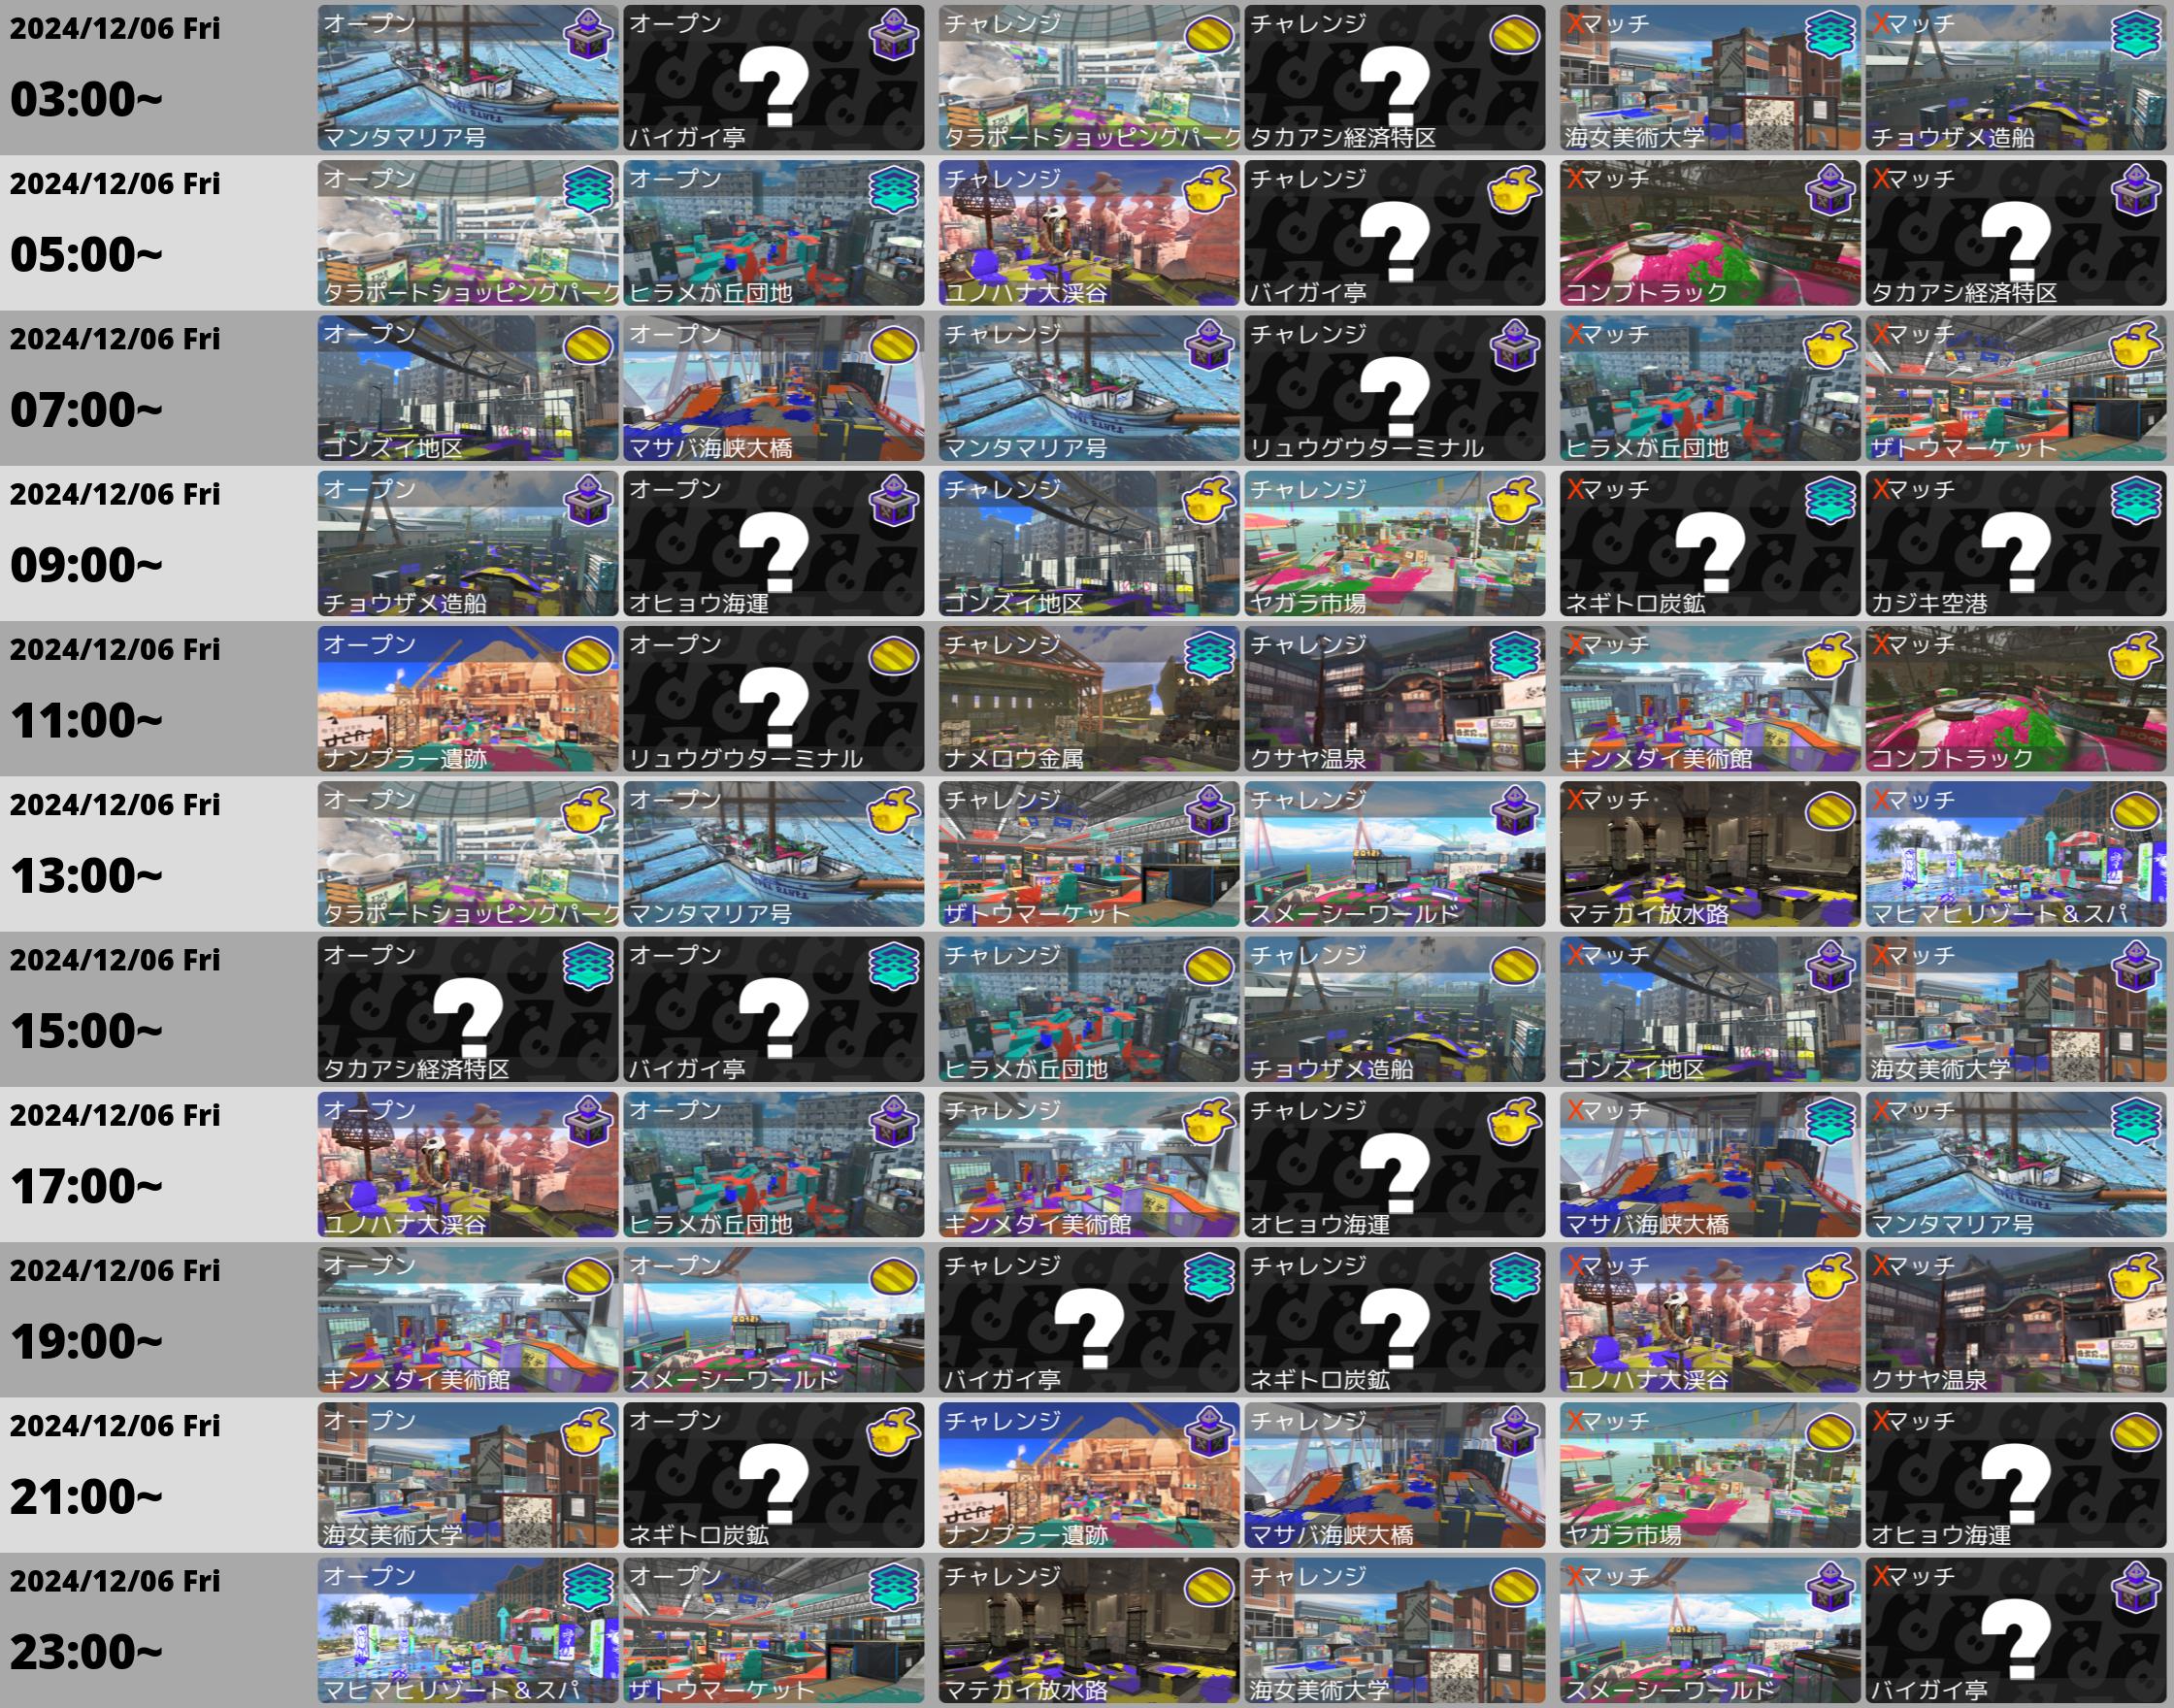 2024/12/06 Fri
03:00~
オープン
マンタマリア号
オープン
?
バイガイ亭
チャレンジ
タラポートショッピングパーク
チャレンジ
?
タカアシ経済特区
Xマッチ
海女美術大学
Xマッチ
チョウザメ造船
2024/12/06 Fri
05:00~
オープン
タラポートショッピングパーク
オープン
ヒラメが丘団地
チャレンジ
ユノハナ大渓谷
チャレンジ
?
バイガイ亭
Xマッチ
コンブトラック
Xマッチ
?
タカアシ経済特区
2024/12/06 Fri
07:00~
オープン
ゴンズイ地区
オープン
マサバ海峡大橋
チャレンジ
マンタマリア号
チャレンジ
?
リュウグウターミナル
Xマッチ
ヒラメが丘団地
Xマッチ
ザトウマーケット
2024/12/06 Fri
09:00~
オープン
チョウザメ造船
オープン
?
オヒョウ海運
チャレンジ
ゴンズイ地区
チャレンジ
ヤガラ市場
Xマッチ
?
ネギトロ炭鉱
Xマッチ
?
カジキ空港
2024/12/06 Fri
11:00~
オープン
ナンプラー遺跡
オープン
?
リュウグウターミナル
チャレンジ
ナメロウ金属
チャレンジ
クサヤ温泉
Xマッチ
キンメダイ美術館
Xマッチ
コンブトラック
2024/12/06 Fri
13:00~
オープン
タラポートショッピングパーク
オープン
マンタマリア号
チャレンジ
ザトウマーケット
チャレンジ
スメーシーワールド
Xマッチ
マテガイ放水路
Xマッチ
マヒマヒリゾート&スパ
2024/12/06 Fri
15:00~
オープン
?
タカアシ経済特区
オープン
?
バイガイ亭
チャレンジ
ヒラメが丘団地
チャレンジ
チョウザメ造船
Xマッチ
ゴンズイ地区
Xマッチ
海女美術大学
2024/12/06 Fri
17:00~
オープン
ユノハナ大渓谷
オープン
ヒラメが丘団地
チャレンジ
キンメダイ美術館
チャレンジ
?
オヒョウ海運
Xマッチ
マサバ海峡大橋
Xマッチ
マンタマリア号
2024/12/06 Fri
19:00~
オープン
キンメダイ美術館
オープン
スメーシーワールド
チャレンジ
?
バイガイ亭
チャレンジ
?
ネギトロ炭鉱
Xマッチ
ユノハナ大渓谷
Xマッチ
クサヤ温泉
2024/12/06 Fri
21:00~
オープン
海女美術大学
オープン
?
ネギトロ炭鉱
チャレンジ
ナンプラー遺跡
チャレンジ
マサバ海峡大橋
Xマッチ
ヤガラ市場
Xマッチ
?
オヒョウ海運
2024/12/06 Fri
23:00~
オープン
マヒマヒリゾート&スパ
オープン
ザトウマーケット
チャレンジ
マテガイ放水路
チャレンジ
海女美術大学
Xマッチ
スメーシーワールド
Xマッチ
?
バイガイ亭